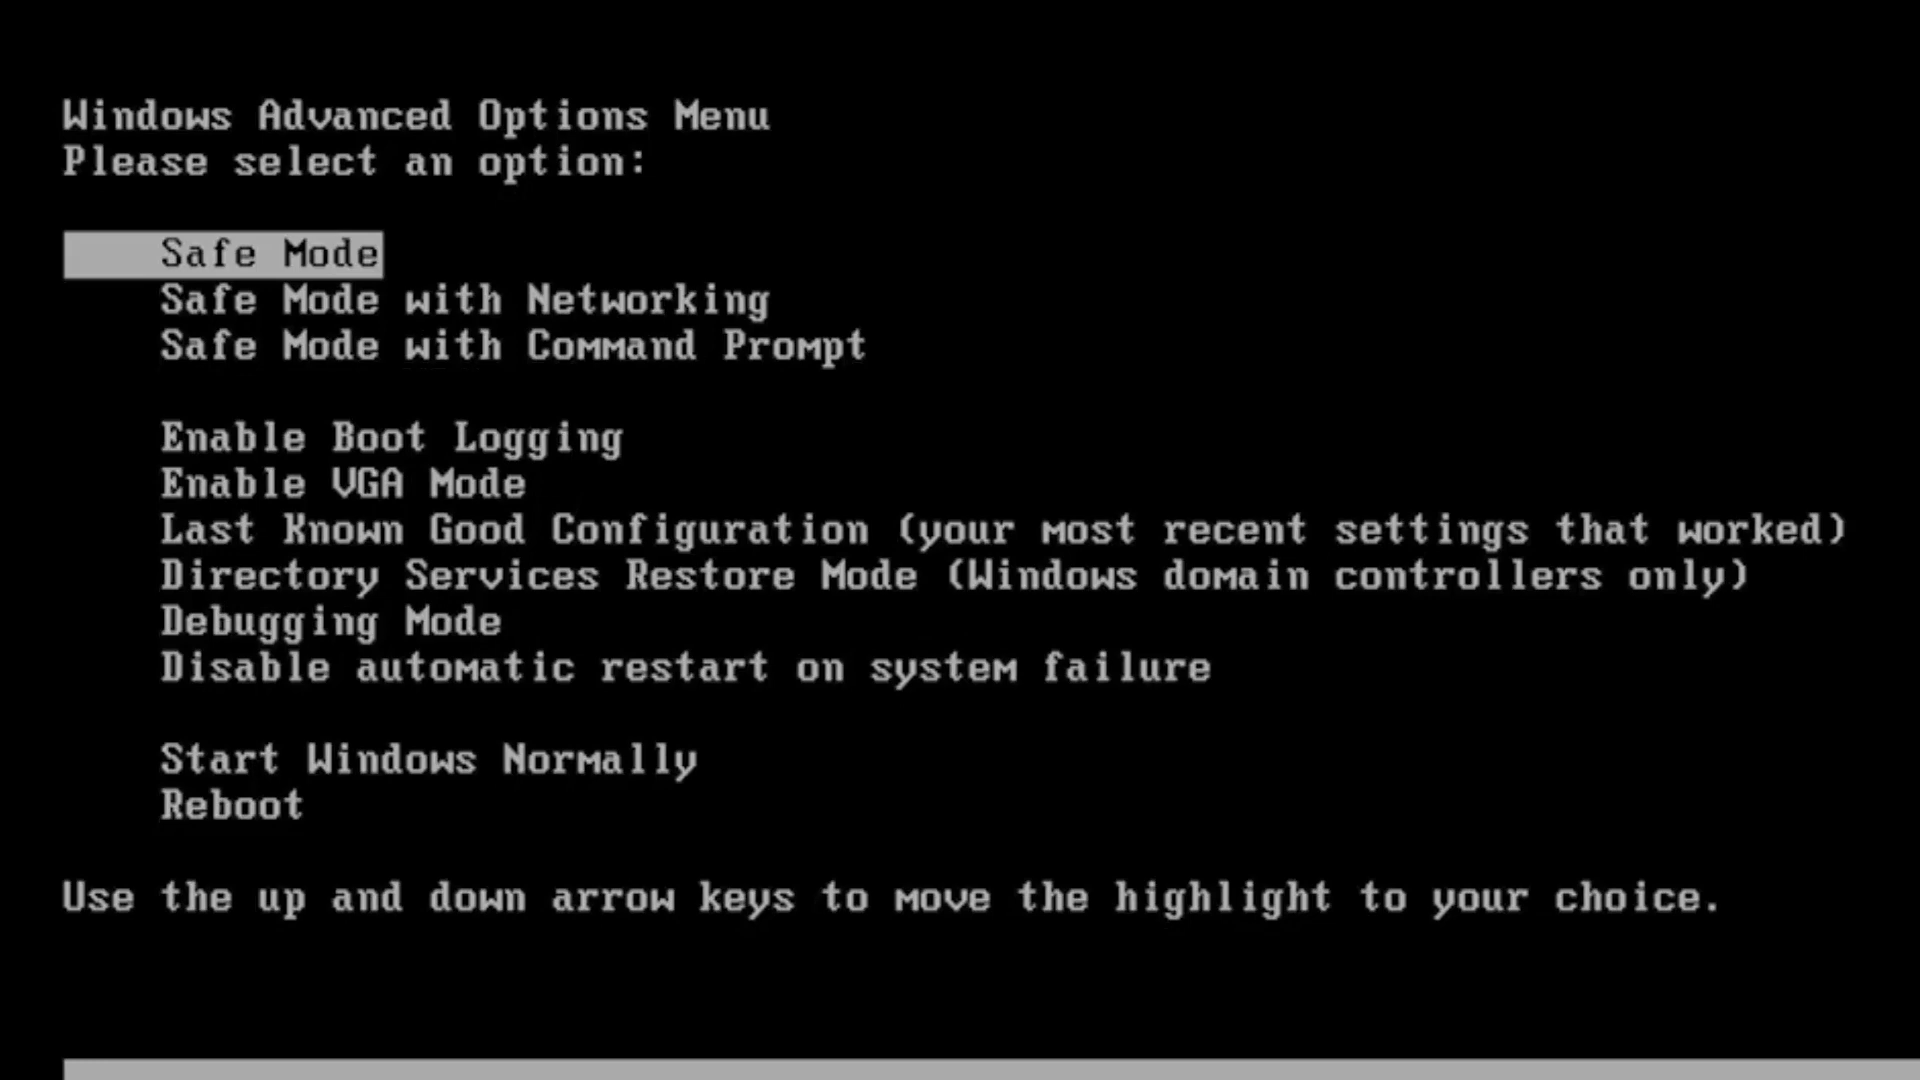 Windows Advanced Options Menu
Please select an option:
Safe Mode
Safe Mode with Networking
Safe Mode with Command Prompt
Enable Boot Logging
Enable VGA Mode
Last Known Good Configuration (your most recent settings that worked)
Directory Services Restore Mode (Windows domain controllers only)
Debugging Mode
Disable automatic restart on system failure
Start Windows Normally
Reboot
Use the up and down arrow keys to move the highlight to your choice.